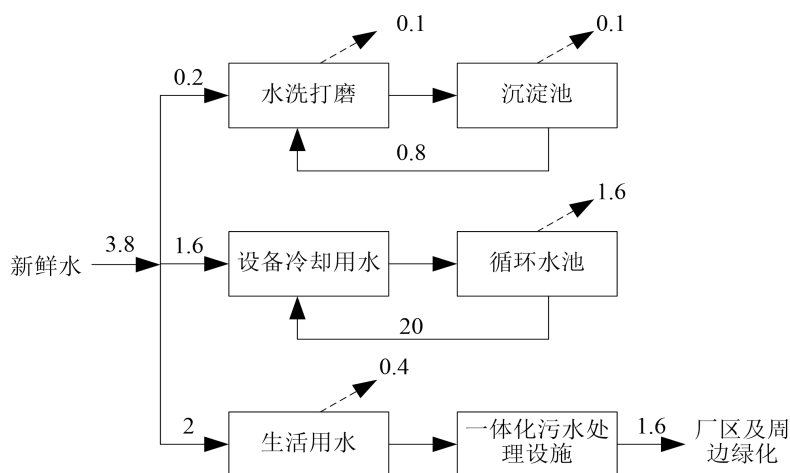 0.1
0.1
0.2
水洗打磨
沉淀池
0.8
1.6
新鲜水
3.8
1.6
设备冷却用水
循环水池
20
0.4
2
生活用水
一体化污水处
理设施
1.6
厂区及周
边绿化